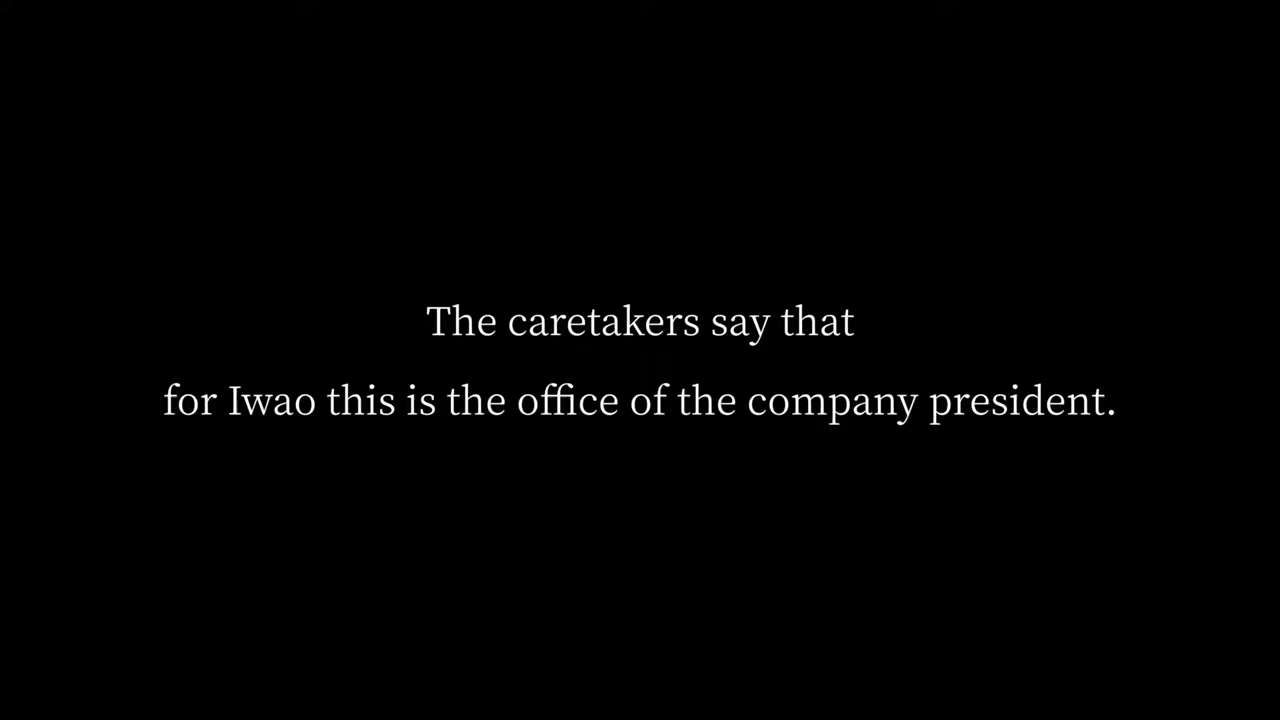 The caretakers say that
for Iwao this is the office of the company president.